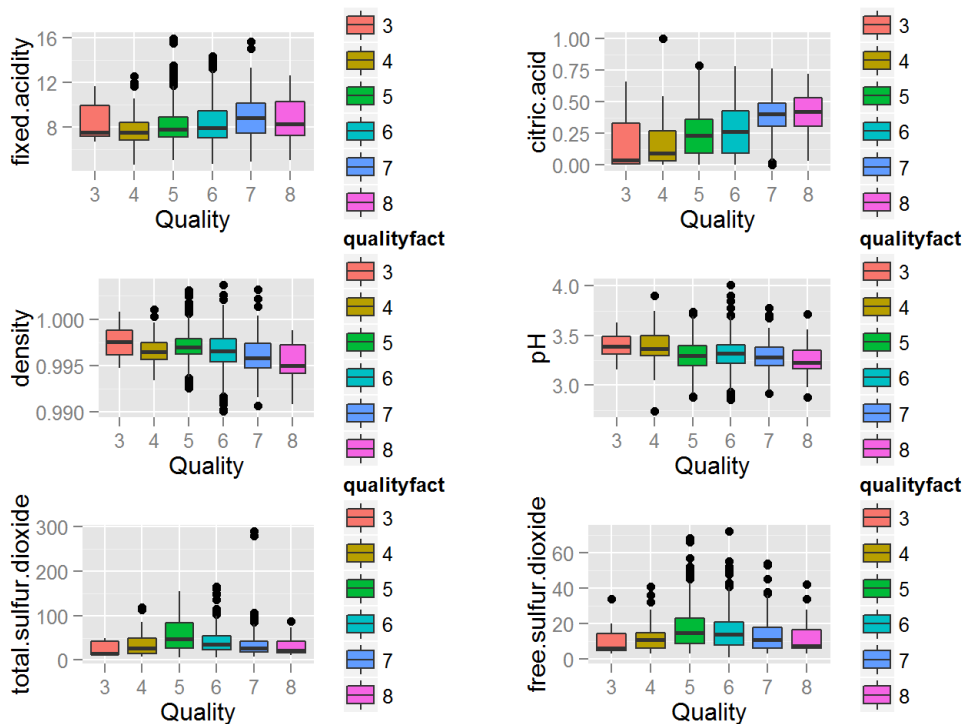 fixed.acidity
16
12
8
3 4 5 6 7 8
Quality
3
4
5
6
7
8
citric.acid
1.00
0.75
0.50
0.25
0.00
3 4 5 6 7 8
Quality
3
4
5
6
7
8
density
1.000
0.995
0.990
3 4 5 6 7 8
Quality
qualityfact
3
4
5
6
7
8
pH
4.0
3.5
3.0
3 4 5 6 7 8
Quality
qualityfact
3
4
5
6
7
8
total.sulfur.dioxide
300
200
100
0
3 4 5 6 7 8
Quality
qualityfact
3
4
5
6
7
8
free.sulfur.dioxide
60
40
20
0
3 4 5 6 7 8
Quality
qualityfact
3
4
5
6
7
8